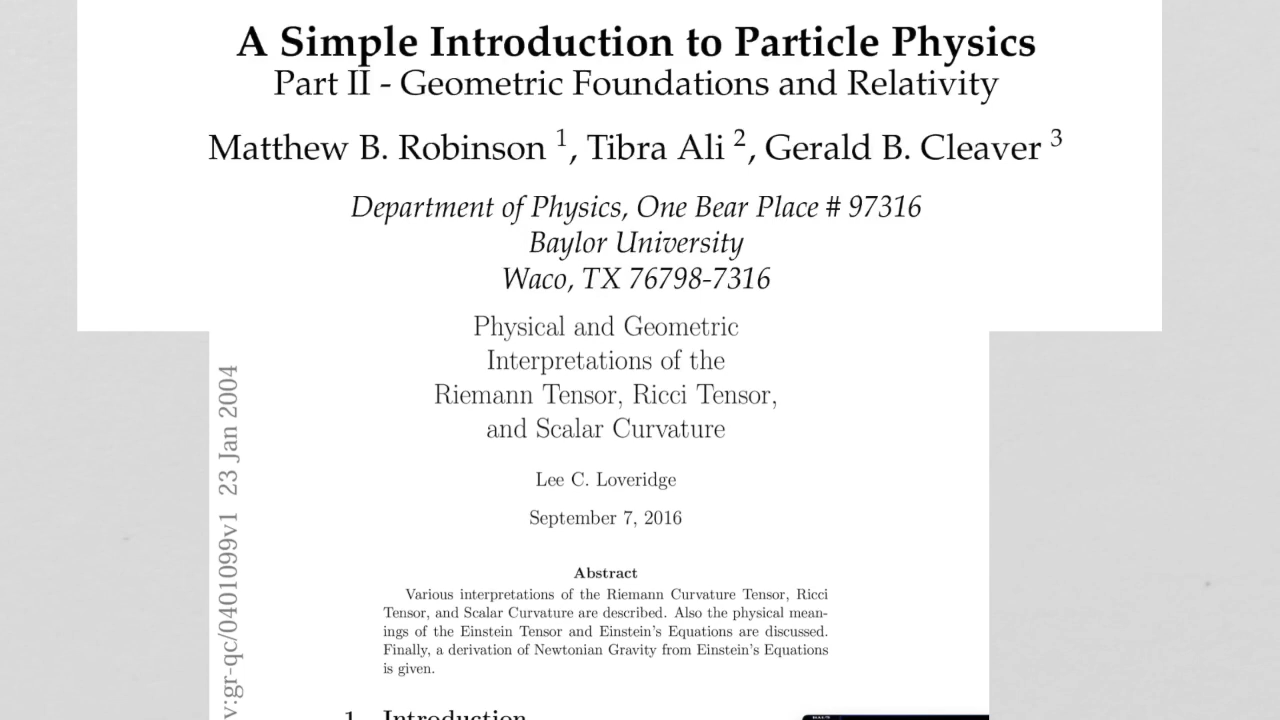 A Simple Introduction to Particle Physics
Part II - Geometric Foundations and Relativity
Matthew B. Robinson 1, Tibra Ali 2, Gerald B. Cleaver 3
Department of Physics, One Bear Place # 97316
Baylor University
Waco, TX 76798-7316
Physical and Geometric
Interpretations of the
Riemann Tensor, Ricci Tensor,
and Scalar Curvature
Lee C. Loveridge
September 7, 2016
Abstract
Various interpretations of the Riemann Curvature Tensor, Ricci
Tensor, and Scalar Curvature are described. Also the physical mean-
ings of the Einstein Tensor and Einstein's Equations are discussed.
Finally, a derivation of Newtonian Gravity from Einstein's Equations
is given.
1 Introduction
v:gr-qc/0401099v1 23 Jan 2004